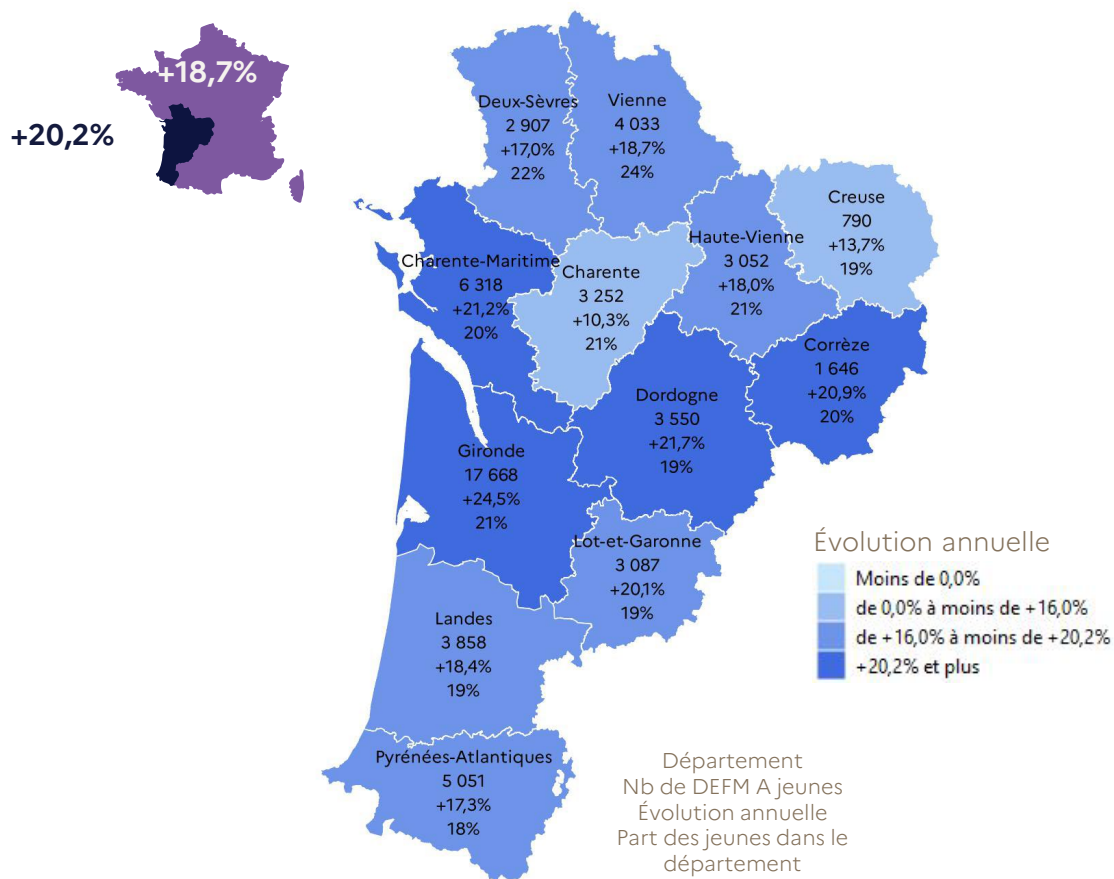 +18,7%
+20,2%
Deux-Sèvres
2 907
+17,0%
22%
Vienne
4 033
+18,7%
24%
Creuse
790
+13,7%
19%
Haute-Vienne
3 052
+18,0%
21%
Charente-Maritime
6 318
+21,2%
20%
Charente
3 252
+10,3%
21%
Corrèze
1 646
+20,9%
20%
Dordogne
3 550
+21,7%
19%
Gironde
17 668
+24,5%
21%
Lot-et-Garonne
3 087
+20,1%
19%
Landes
3 858
+18,4%
19%
Pyrénées-Atlantiques
5 051
+17,3%
18%
Évolution annuelle
Moins de 0,0%
de 0,0% à moins de +16,0%
de +16,0% à moins de +20,2%
+20,2% et plus
Département
Nb de DEFM A jeunes
Évolution annuelle
Part des jeunes dans le
département